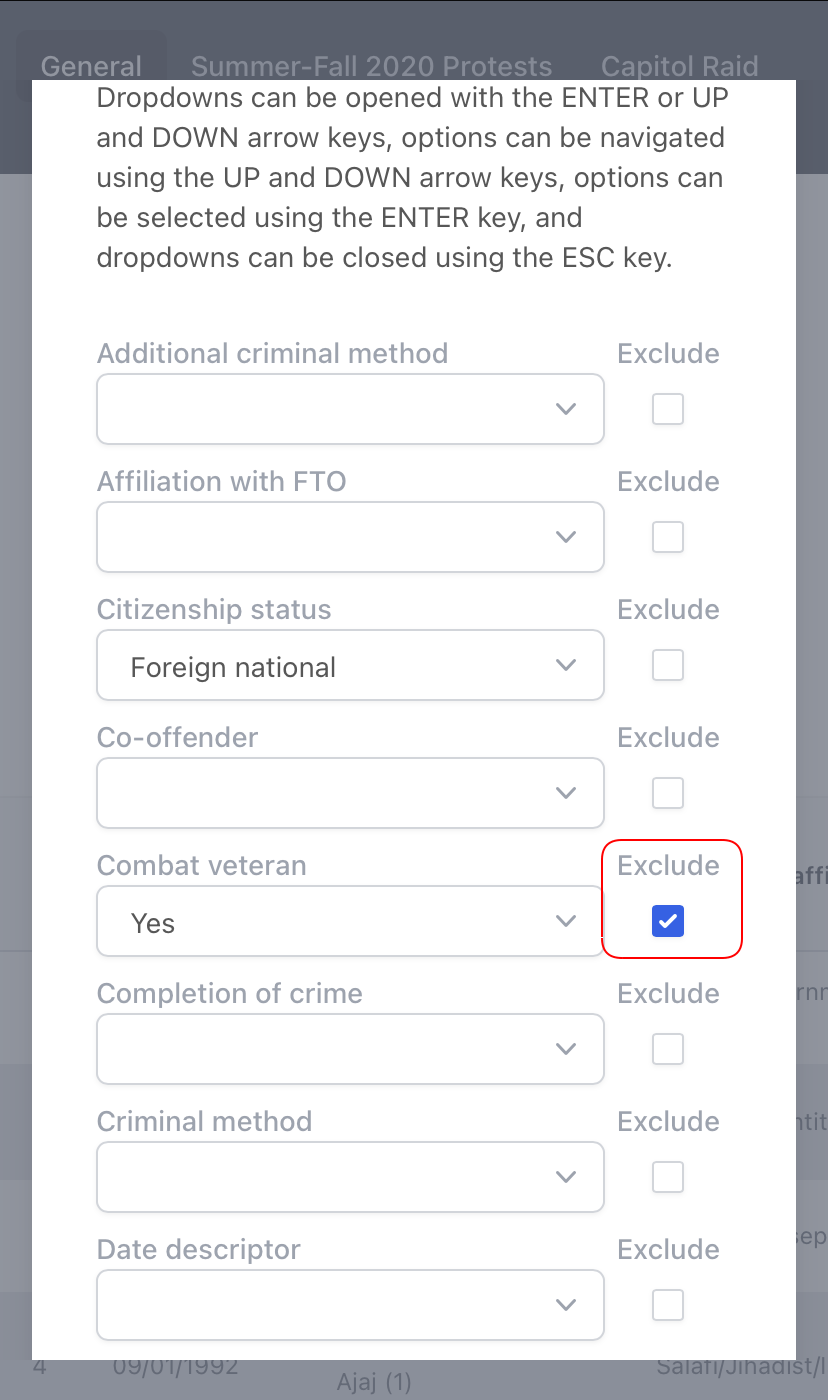 General Summer-Fall 2020 Protests Capitol Raid
Dropdowns can be opened with the ENTER or UP
and DOWN arrow keys, options can be navigated
using the UP and DOWN arrow keys, options can
be selected using the ENTER key, and
dropdowns can be closed using the ESC key.
Additional criminal method Exclude
Affiliation with FTO Exclude
Citizenship status Exclude
Foreign national
Co-offender Exclude
Combat veteran Exclude
Yes
Completion of crime Exclude
Criminal method Exclude
Date descriptor Exclude
4 09/01/1992 Salafi/Jihadist/I
Ajaj (1)